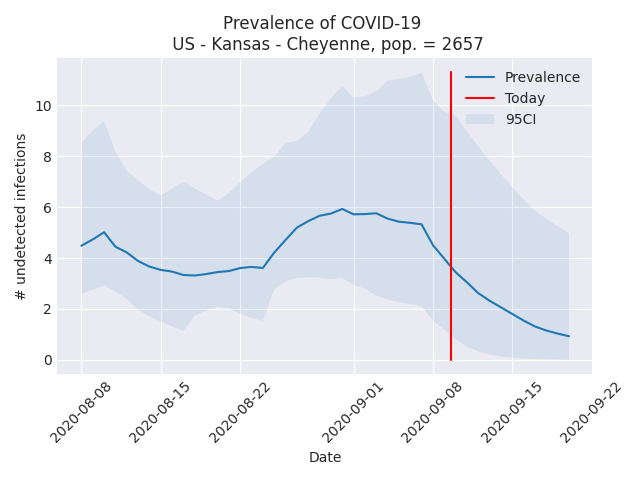 Prevalence of COVID-19
US - Kansas - Cheyenne, pop. = 2657
Prevalence
Today
95CI
# undetected infections
10
8
6
4
2
0
2020-08-08
2020-08-15
2020-08-22
2020-09-01
2020-09-08
2020-09-15
2020-09-22
Date